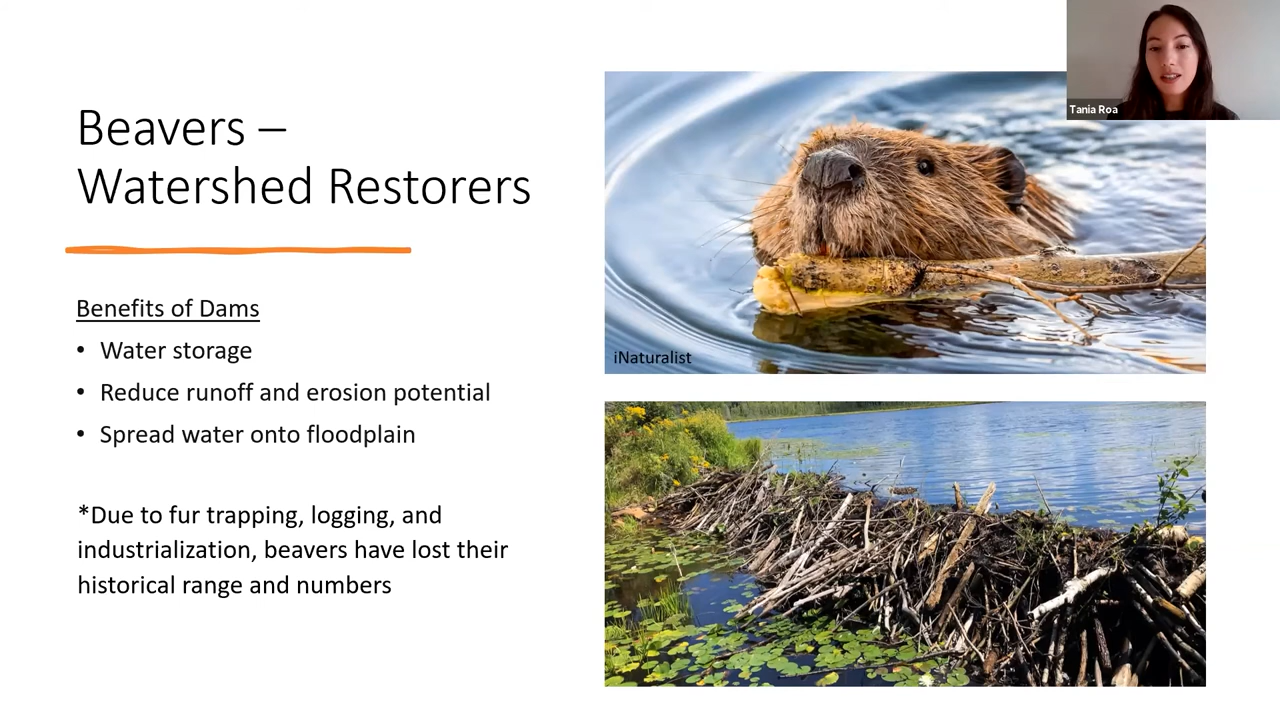 Beavers –
Watershed Restorers
Benefits of Dams
• Water storage
• Reduce runoff and erosion potential
• Spread water onto floodplain
*Due to fur trapping, logging, and
industrialization, beavers have lost their
historical range and numbers
iNaturalist
Tania Roa